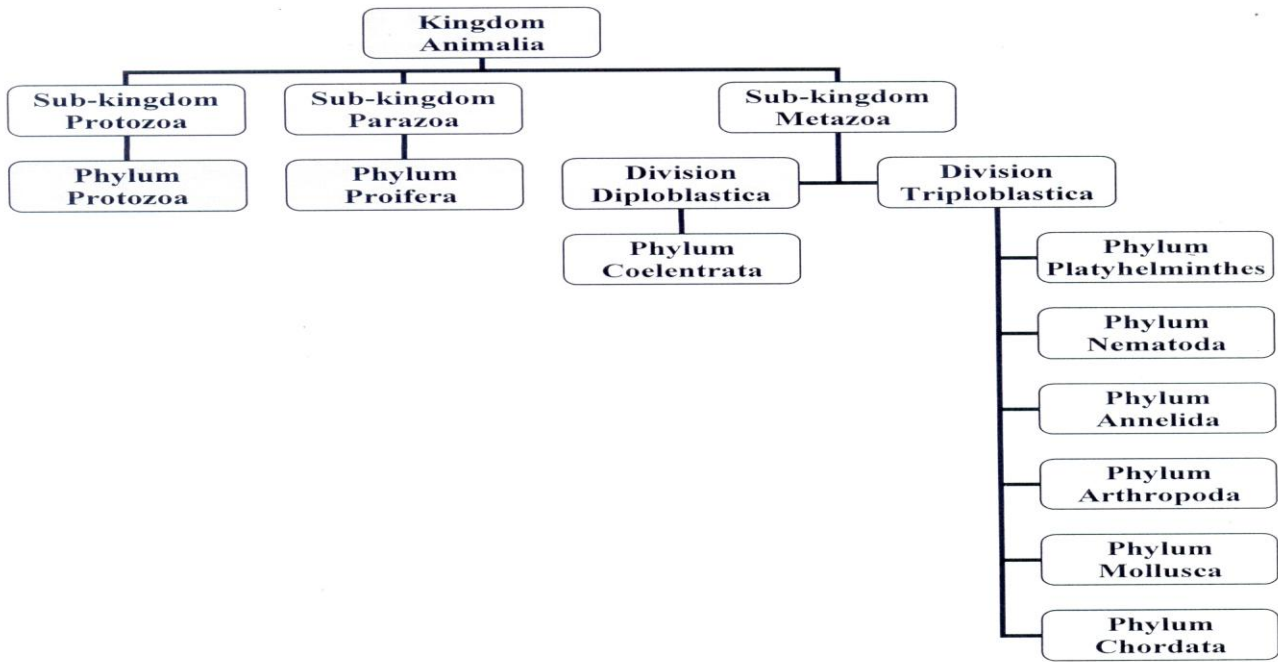 Kingdom
Animalia
Sub-kingdom
Protozoa
Sub-kingdom
Parazoa
Sub-kingdom
Metazoa
Phylum
Protozoa
Phylum
Proifera
Division
Diploblastica
Division
Triploblastica
Phylum
Coelentrata
Phylum
Platyhelminthes
Phylum
Nematoda
Phylum
Annelida
Phylum
Arthropoda
Phylum
Mollusca
Phylum
Chordata